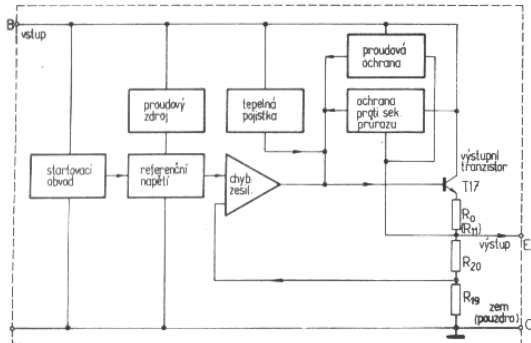 B
vstup
proudová
ochrana
proudový
zdroj
tepelná
pojistka
ochrana
proti sek.
průrazu
startovací
obvod
referenční
napětí
chyb.
zesil.
výstupní
tranzistor
T17
R0
(R11)
výstup
E
R20
R19
zem
(pouzdro)
C